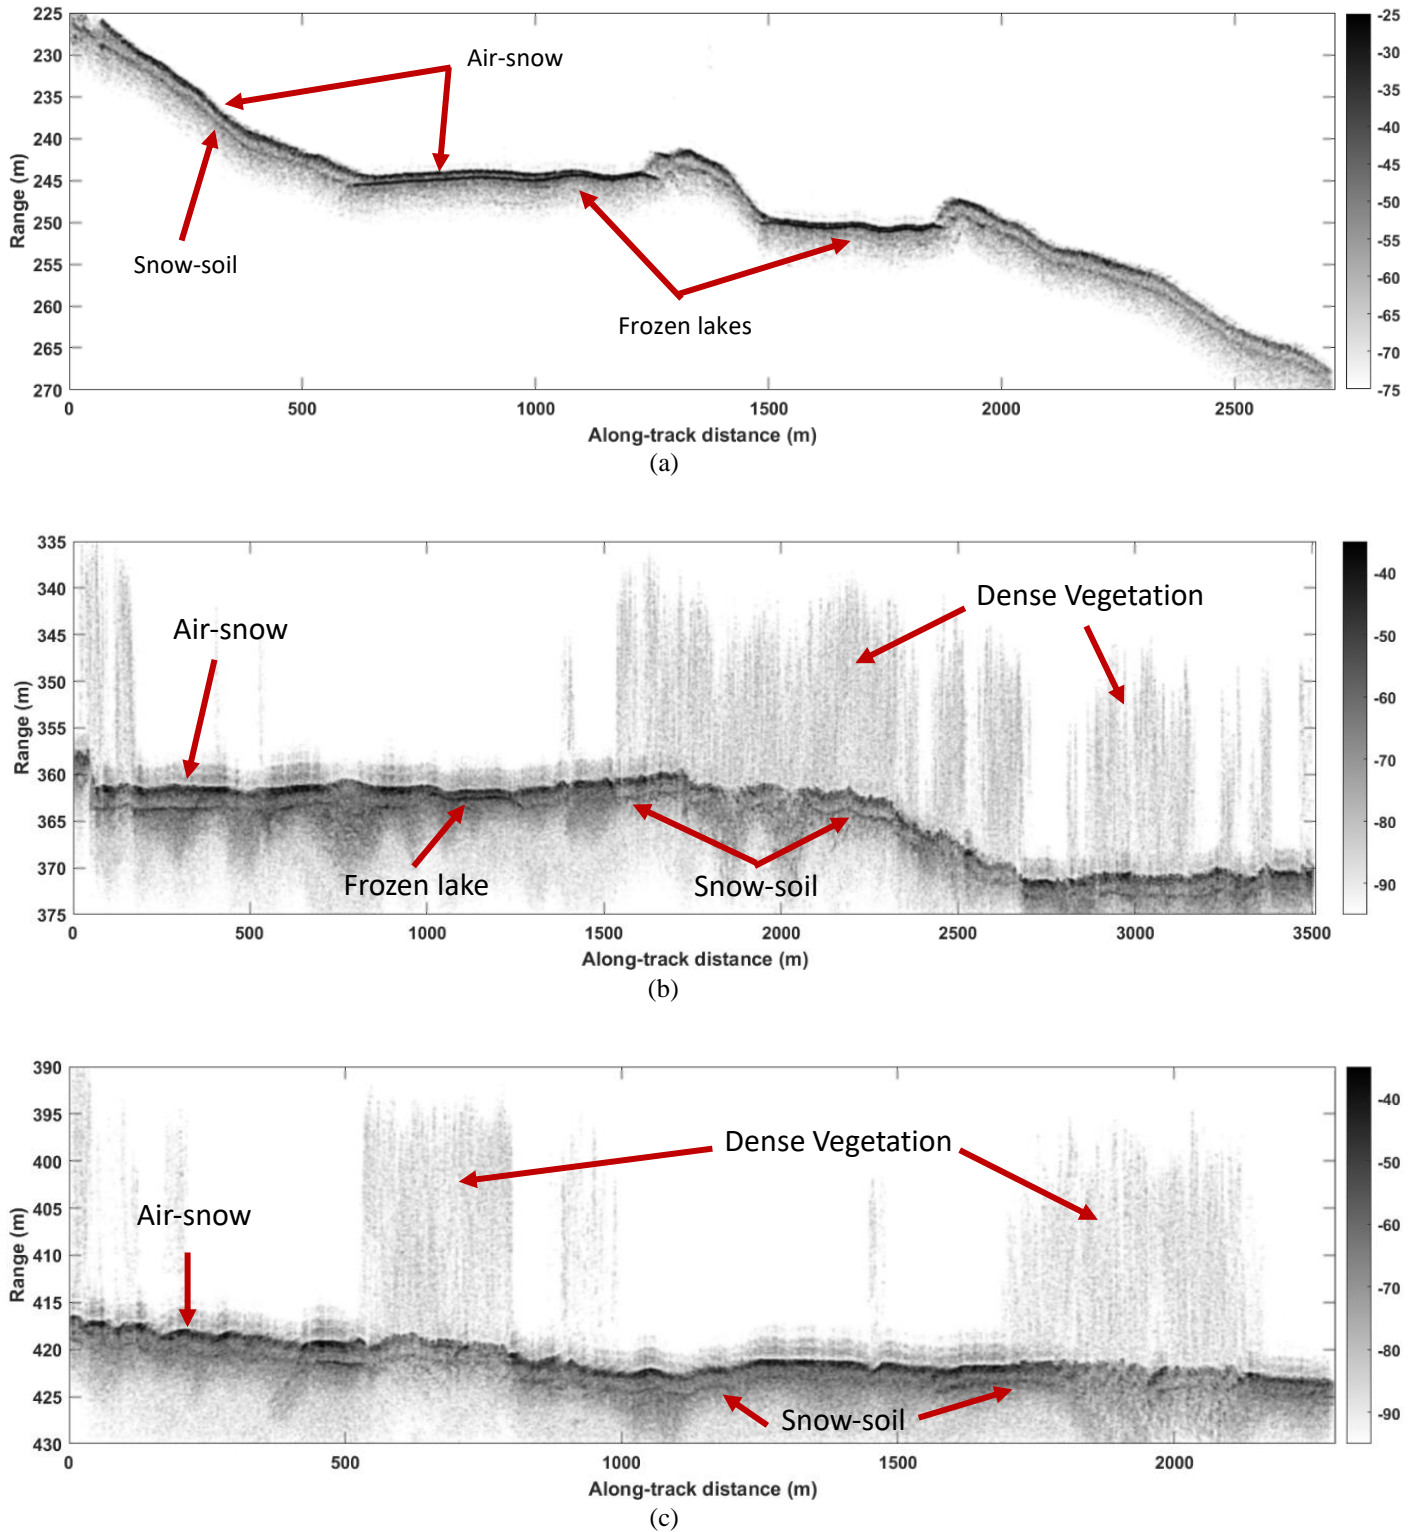 225
230
235
240
245
250
255
260
265
270
Range (m)
Air-snow
Snow-soil
Frozen lakes
-25
-30
-35
-40
-45
-50
-55
-60
-65
-70
-75
0 500 1000 1500 2000 2500
Along-track distance (m)
(a)
335
340
345
350
355
360
365
370
375
Range (m)
Dense Vegetation
Air-snow
Frozen lake
Snow-soil
-40
-50
-60
-70
-80
-90
0 500 1000 1500 2000 2500 3000 3500
Along-track distance (m)
(b)
390
395
400
405
410
415
420
425
430
Range (m)
Dense Vegetation
Air-snow
Snow-soil
-40
-50
-60
-70
-80
-90
0 500 1000 1500 2000
Along-track distance (m)
(c)